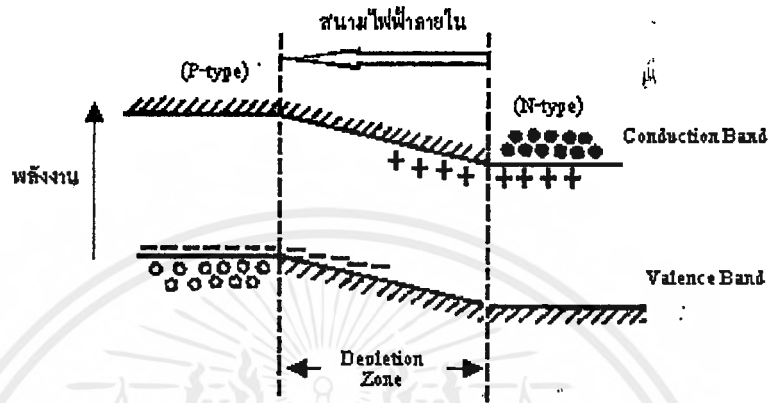 สนามไฟฟ้าภายใน
(P-type)
(N-type)
Conduction Band
พลังงาน
Valence Band
Depletion
Zone